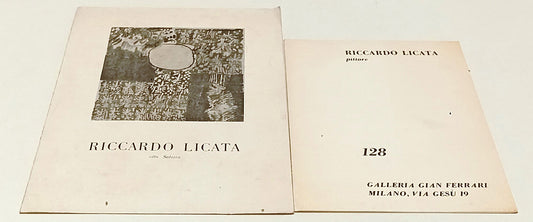 RICCARDO LICATA
RICCARDO LICATA
pittore
128
GALLERIA GIAN FERRARI
MILANO, VIA GESÙ 19